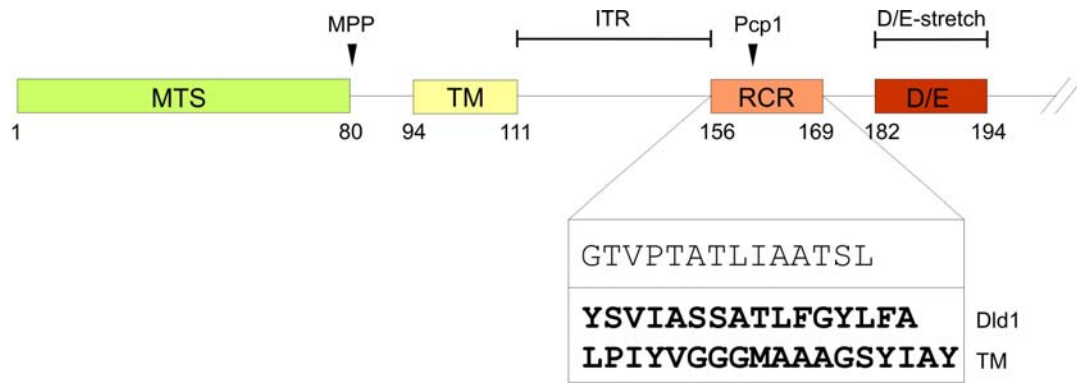 MPP ITR Pcp1 D/E-stretch
MTS TM RCR D/E
1 80 94 111 156 169 182 194
GTVPTATLIAATSL
YSVIASSATLFGYLFA Dld1
LPIYVGGGMAAAGSYIAY TM